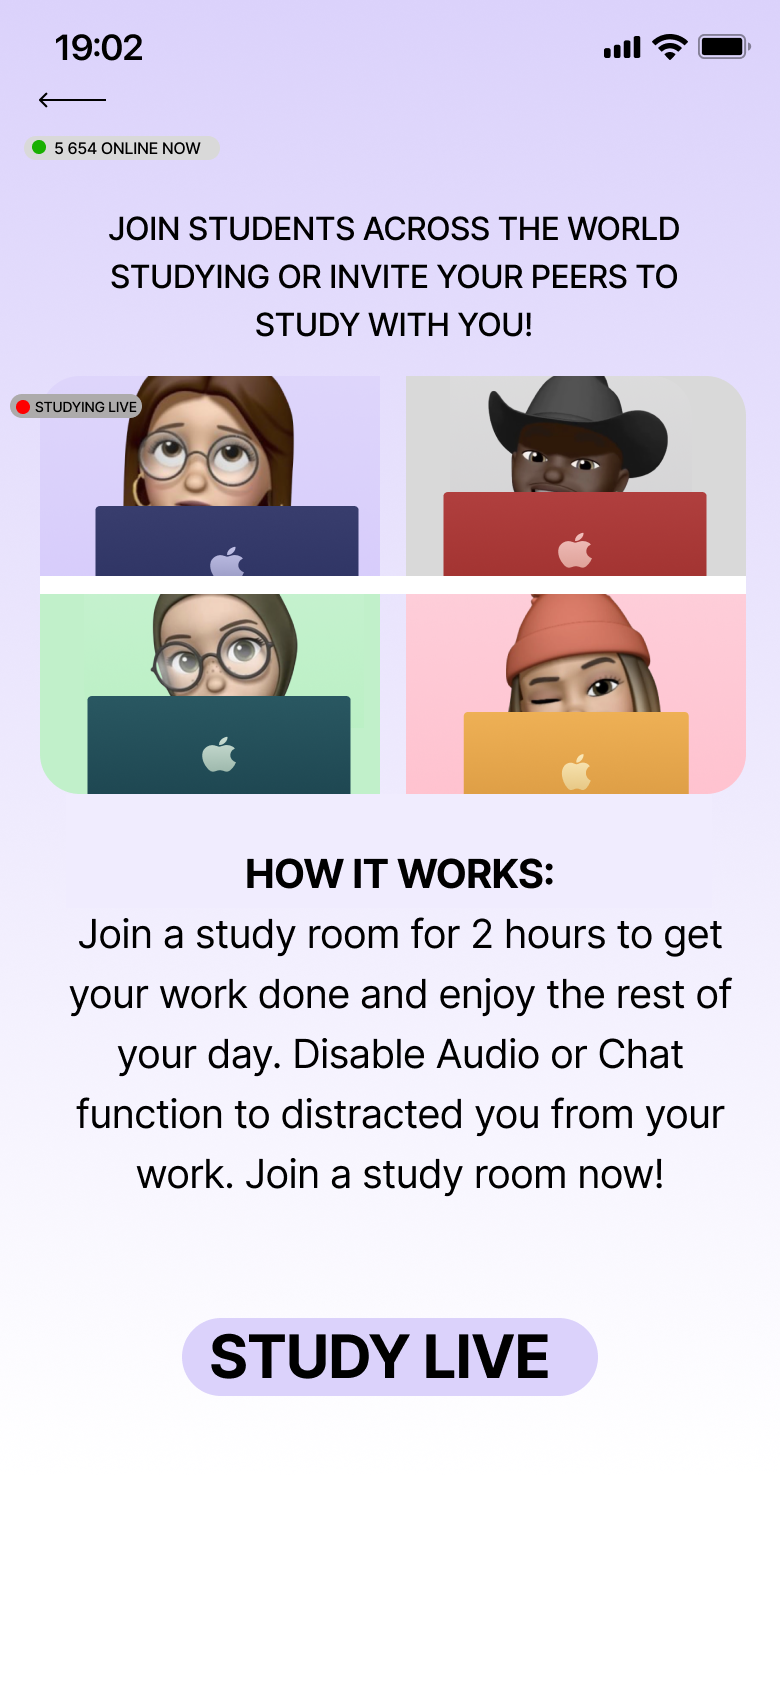 19:02
5 654 ONLINE NOW
JOIN STUDENTS ACROSS THE WORLD
STUDYING OR INVITE YOUR PEERS TO
STUDY WITH YOU!
STUDYING LIVE
HOW IT WORKS:
Join a study room for 2 hours to get
your work done and enjoy the rest of
your day. Disable Audio or Chat
function to distracted you from your
work. Join a study room now!
STUDY LIVE